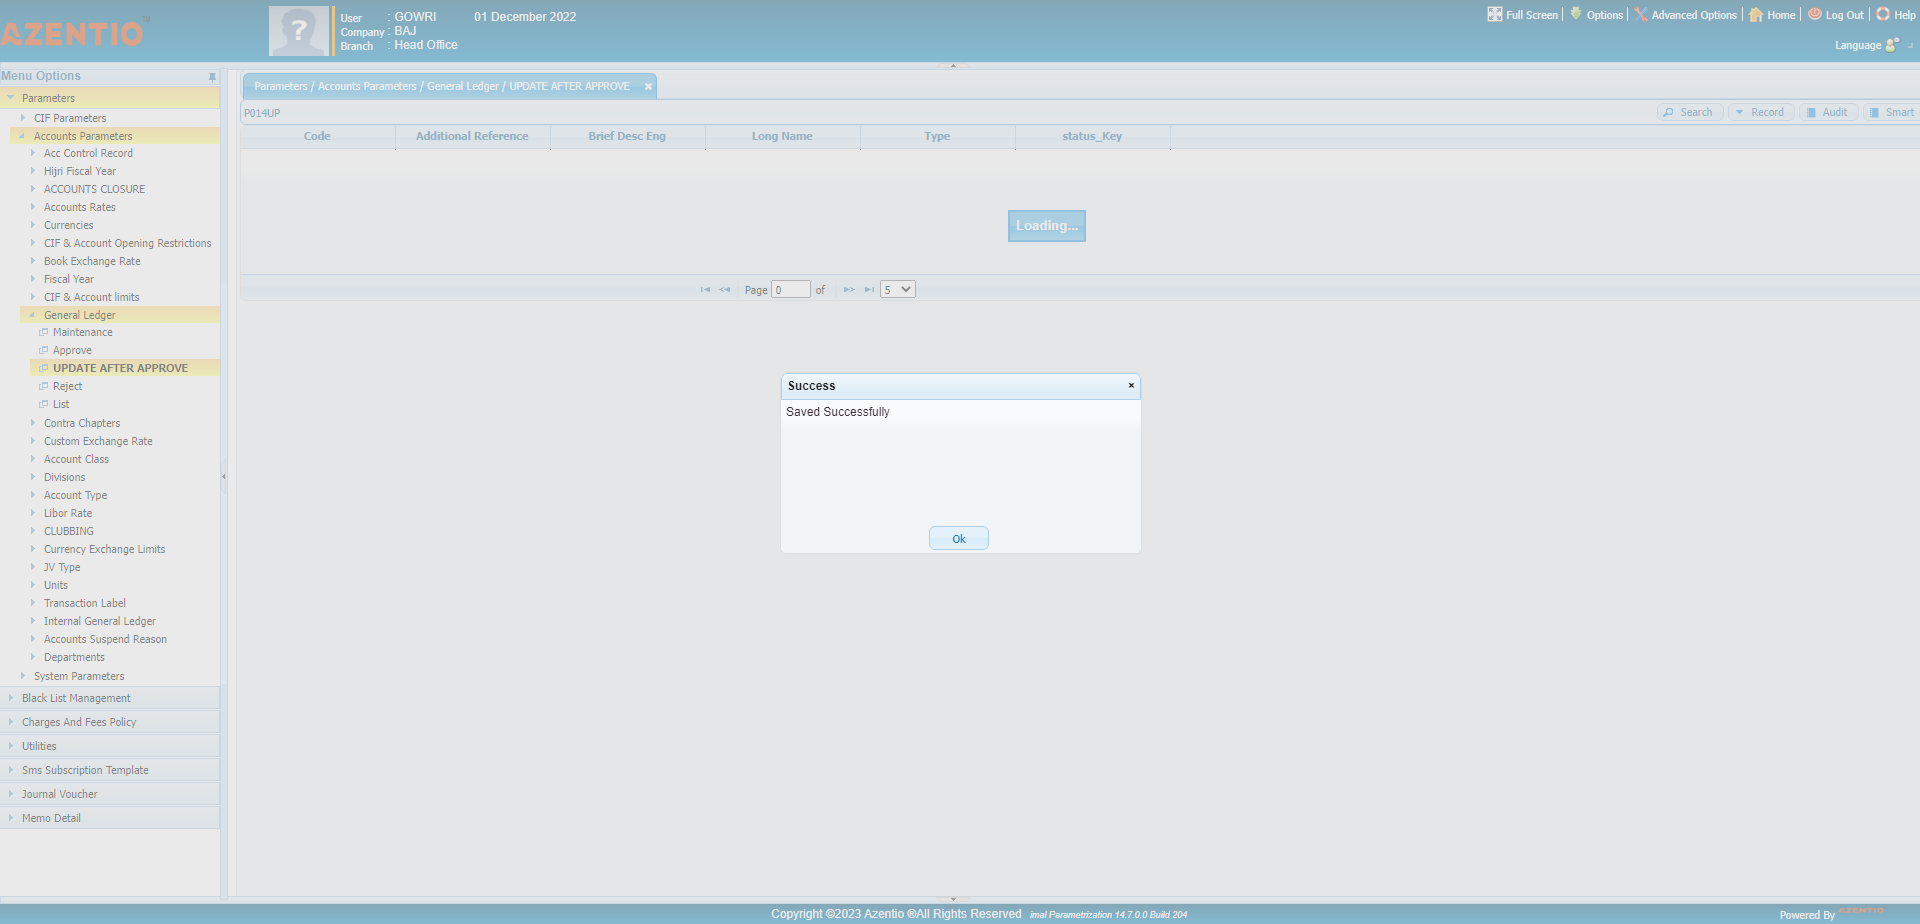 AZENTIO™
User : GOWRI 01 December 2022
Company : BAJ
Branch : Head Office
Full Screen Options Advanced Options Home Log Out Help
Language
Menu Options
Parameters
CIF Parameters
Accounts Parameters
Acc Control Record
Hijri Fiscal Year
ACCOUNTS CLOSURE
Accounts Rates
Currencies
CIF & Account Opening Restrictions
Book Exchange Rate
Fiscal Year
CIF & Account limits
General Ledger
Maintenance
Approve
UPDATE AFTER APPROVE
Reject
List
Contra Chapters
Custom Exchange Rate
Account Class
Divisions
Account Type
Libor Rate
CLUBBING
Currency Exchange Limits
JV Type
Units
Transaction Label
Internal General Ledger
Accounts Suspend Reason
Departments
System Parameters
Black List Management
Charges And Fees Policy
Utilities
Sms Subscription Template
Journal Voucher
Memo Detail
Parameters / Accounts Parameters / General Ledger / UPDATE AFTER APPROVE
P014UP
Search Record Audit Smart
Code Additional Reference Brief Desc Eng Long Name Type status_Key
Loading...
Page 0 of 5
Success
Saved Successfully
Ok
Copyright ©2023 Azentio ®All Rights Reserved imal Parametrization 14.7.0.0 Build 204
Powered By AZENTIO